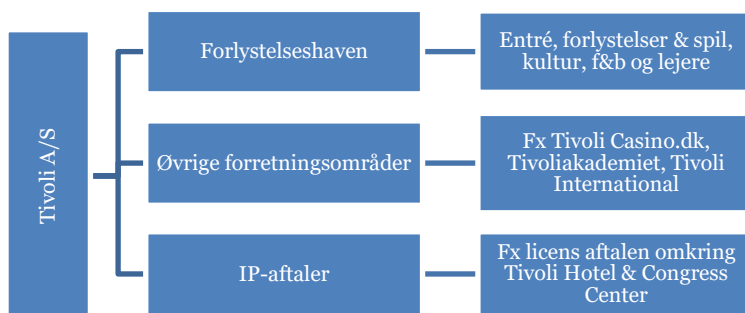 Tivoli A/S
Forlystelseshaven
Entré, forlystelser & spil,
kultur, f&b og lejere
Øvrige forretningsområder
Fx Tivoli Casino.dk,
Tivoliakademiet, Tivoli
International
IP-aftaler
Fx licens aftalen omkring
Tivoli Hotel & Congress
Center